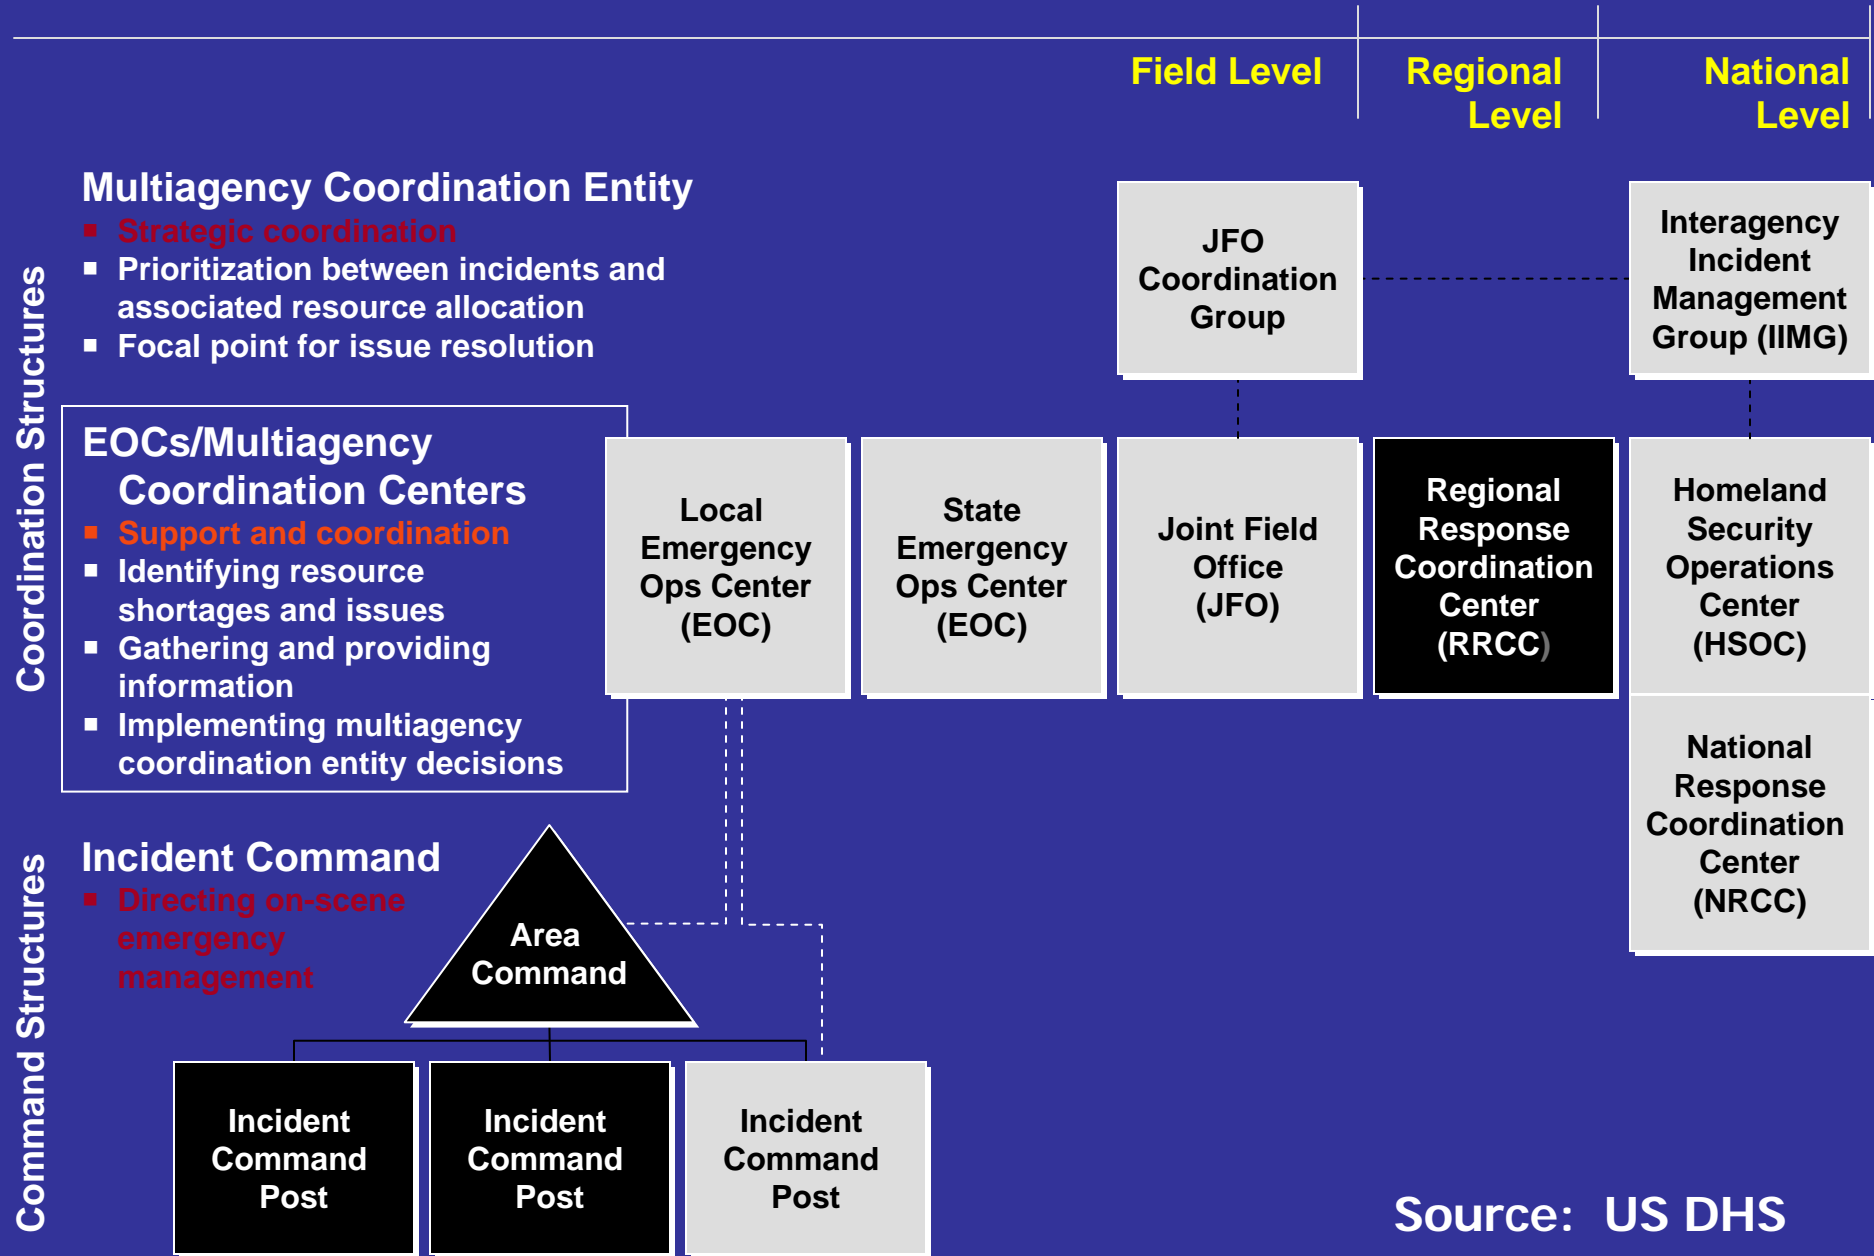 Field Level
Regional
Level
National
Level
Coordination Structures
Multiagency Coordination Entity
▪ Strategic coordination
▪ Prioritization between incidents and
associated resource allocation
▪ Focal point for issue resolution
JFO
Coordination
Group
Interagency
Incident
Management
Group (IIMG)
EOCs/Multiagency
Coordination Centers
▪ Support and coordination
▪ Identifying resource
shortages and issues
▪ Gathering and providing
information
▪ Implementing multiagency
coordination entity decisions
Local
Emergency
Ops Center
(EOC)
State
Emergency
Ops Center
(EOC)
Joint Field
Office
(JFO)
Regional
Response
Coordination
Center
(RRCC)
Homeland
Security
Operations
Center
(HSOC)
National
Response
Coordination
Center
(NRCC)
Command Structures
Incident Command
▪ Directing on-scene
emergency
management
Area
Command
Incident
Command
Post
Incident
Command
Post
Incident
Command
Post
Source: US DHS